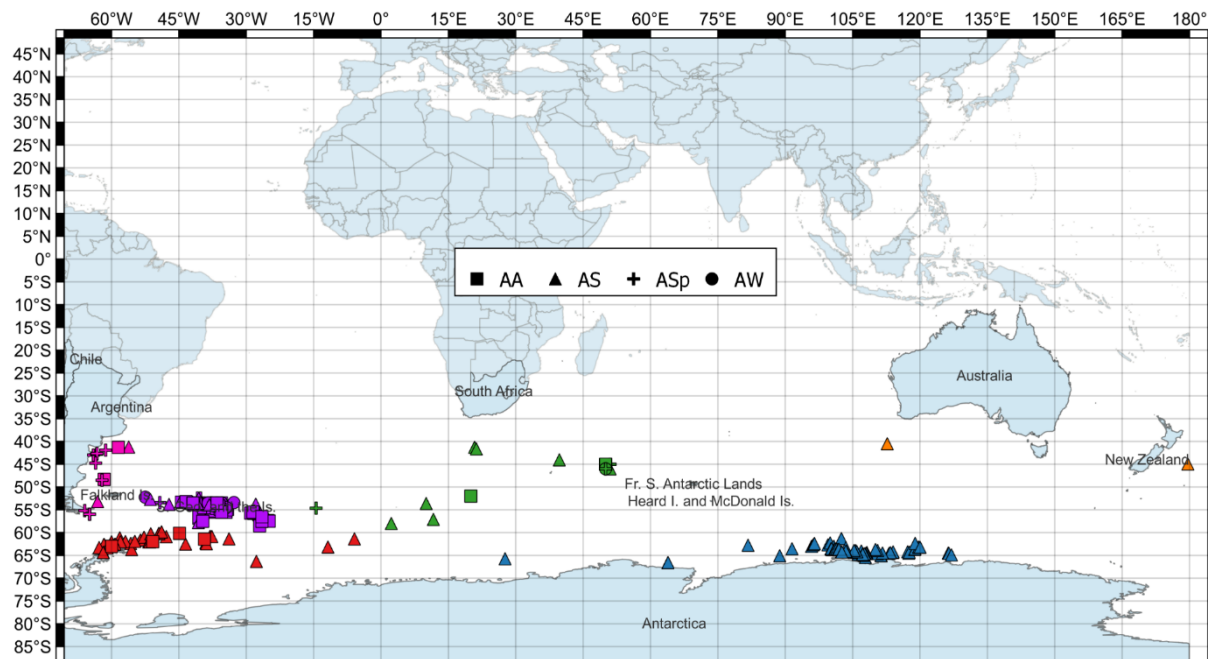 60°W 45°W 30°W 15°W 0° 15°E 30°E 45°E 60°E 75°E 90°E 105°E 120°E 135°E 150°E 165°E 180°
45°N
40°N
35°N
30°N
25°N
20°N
15°N
10°N
5°N
0°
5°S
AA AS ASp AW
10°S
15°S
20°S
Chile
25°S
Australia
30°S
South Africa
Argentina
35°S
40°S
New Zealand
45°S
Fr. S. Antarctic Lands
50°S
Falkland Is.
Heard I. and McDonald Is.
55°S
60°S
65°S
70°S
75°S
80°S
Antarctica
85°S